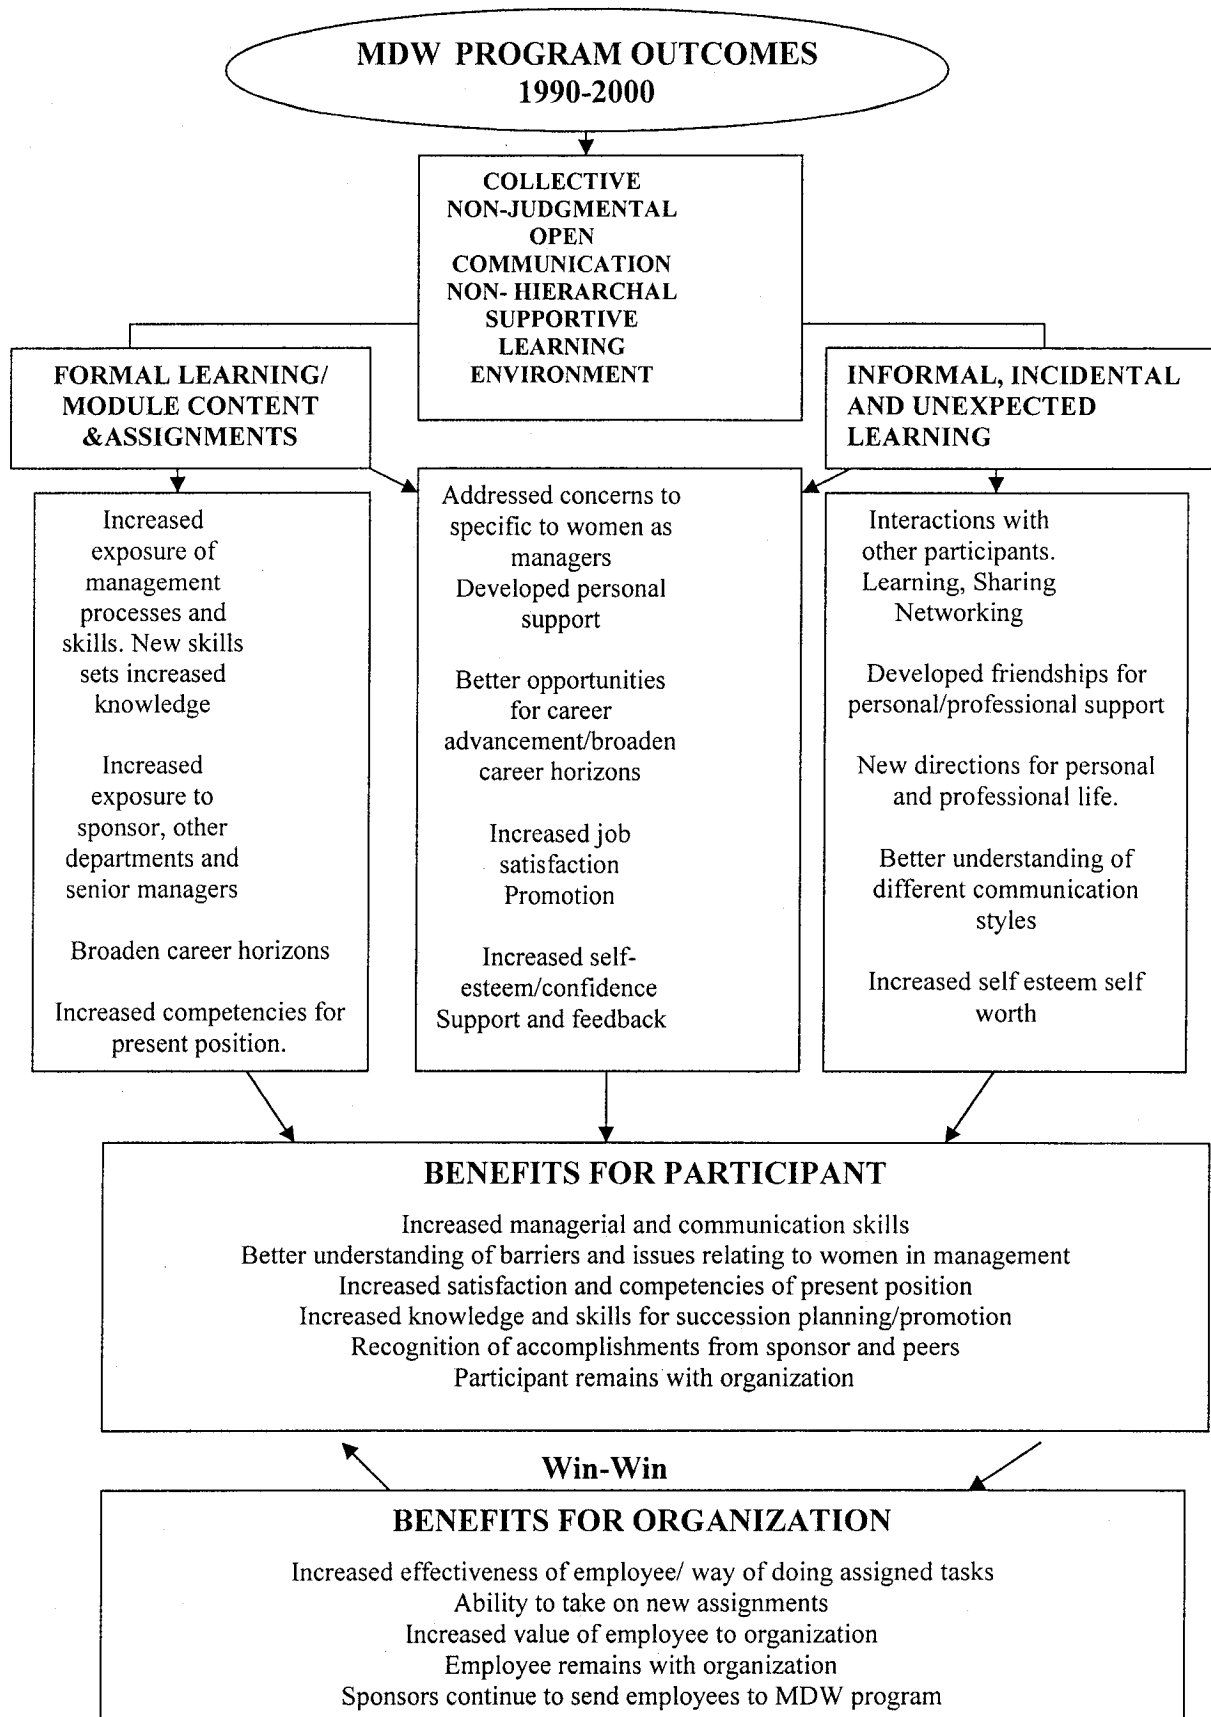 MDW PROGRAM OUTCOMES
1990-2000
COLLECTIVE
NON-JUDGMENTAL
OPEN
COMMUNICATION
NON- HIERARCHAL
SUPPORTIVE
LEARNING
ENVIRONMENT
FORMAL LEARNING/
MODULE CONTENT
&ASSIGNMENTS
INFORMAL, INCIDENTAL
AND UNEXPECTED
LEARNING
Increased
exposure of
management
processes and
skills. New skills
sets increased
knowledge
Increased
exposure to
sponsor, other
departments and
senior managers
Broaden career horizons
Increased competencies for
present position.
Addressed concerns to
specific to women as
managers
Developed personal
support
Better opportunities
for career
advancement/broaden
career horizons
Increased job
satisfaction
Promotion
Increased self-
esteem/confidence
Support and feedback
Interactions with
other participants.
Learning, Sharing
Networking
Developed friendships for
personal/professional support
New directions for personal
and professional life.
Better understanding of
different communication
styles
Increased self esteem self
worth
BENEFITS FOR PARTICIPANT
Increased managerial and communication skills
Better understanding of barriers and issues relating to women in management
Increased satisfaction and competencies of present position
Increased knowledge and skills for succession planning/promotion
Recognition of accomplishments from sponsor and peers
Participant remains with organization
Win-Win
BENEFITS FOR ORGANIZATION
Increased effectiveness of employee/ way of doing assigned tasks
Ability to take on new assignments
Increased value of employee to organization
Employee remains with organization
Sponsors continue to send employees to MDW program